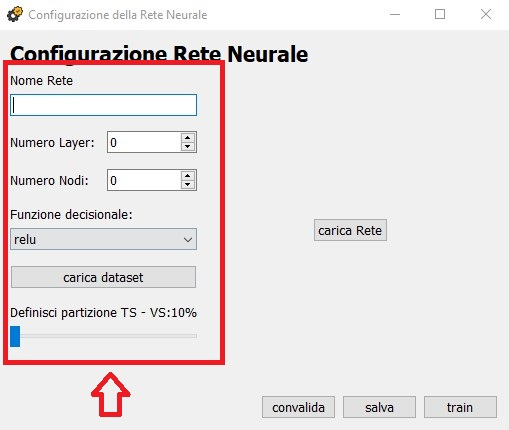 Configurazione della Rete Neurale
Configurazione Rete Neurale
Nome Rete
Numero Layer: 0
Numero Nodi: 0
Funzione decisionale:
relu
carica Rete
carica dataset
Definisci partizione TS - VS:10%
convalida salva train